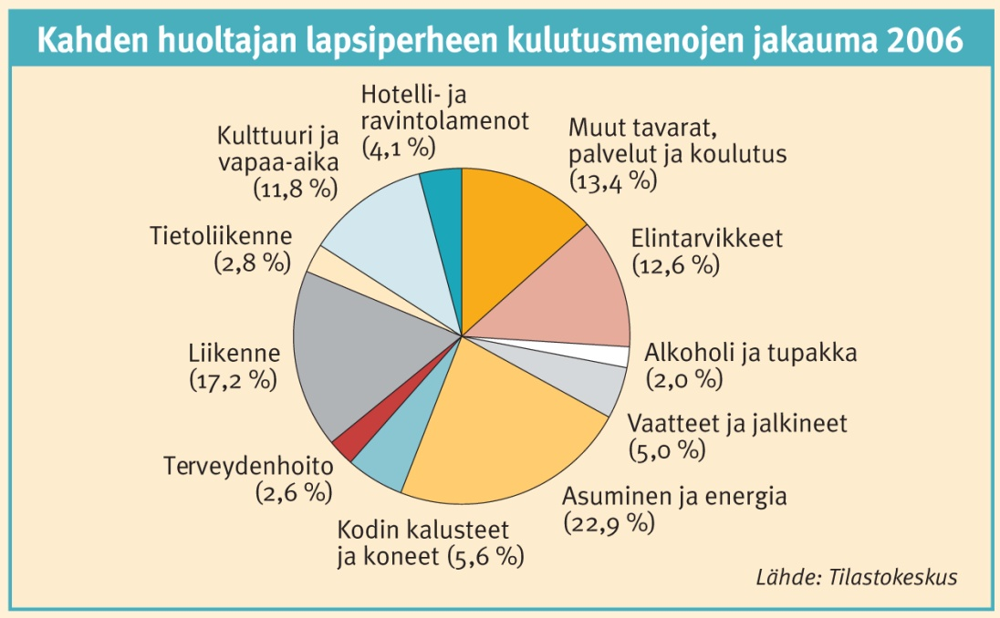 Kahden huoltajan lapsiperheen kulutusmenojen jakauma 2006
Hotelli- ja
ravintolamenot
(4,1 %)
Muut tavarat,
palvelut ja koulutus
(13,4 %)
Kulttuuri ja
vapaa-aika
(11,8 %)
Tietoliikenne
(2,8 %)
Elintarvikkeet
(12,6 %)
Liikenne
(17,2 %)
Alkoholi ja tupakka
(2,0 %)
Vaatteet ja jalkineet
(5,0 %)
Terveydenhoito
(2,6 %)
Asuminen ja energia
(22,9 %)
Kodin kalusteet
ja koneet (5,6 %)
Lähde: Tilastokeskus